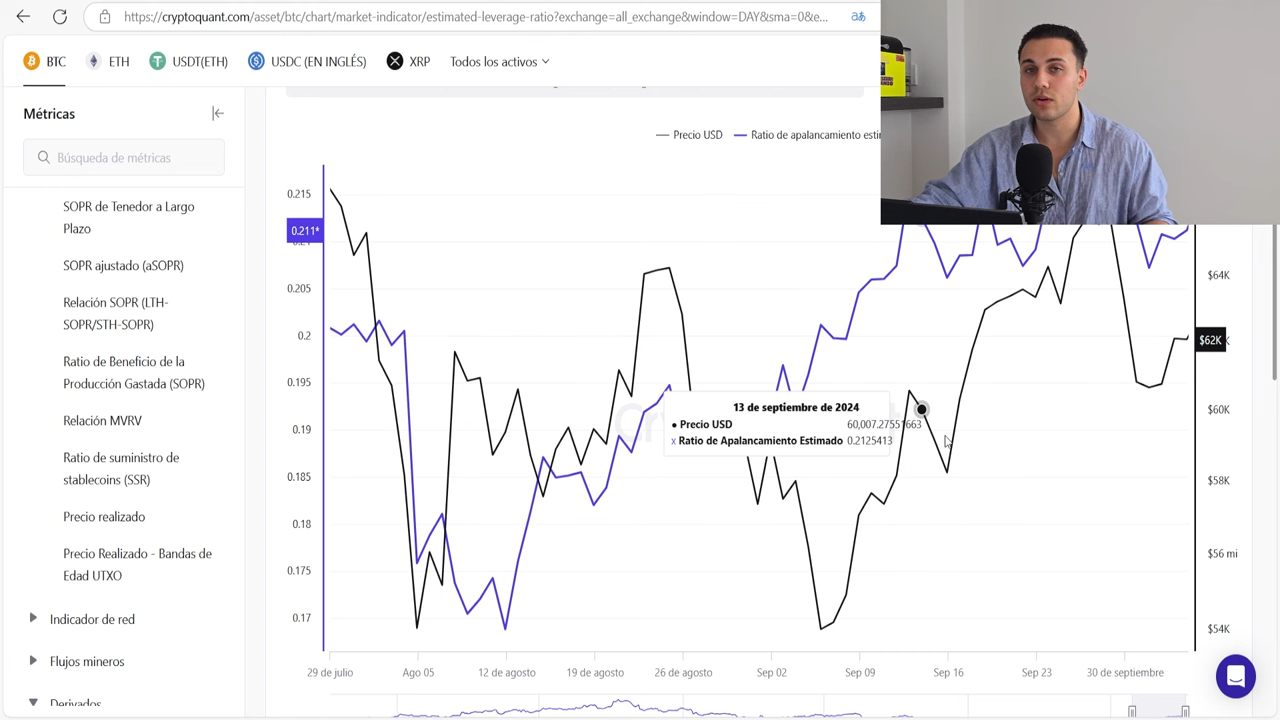 https://cryptoquant.com/asset/btc/chart/market-indicator/estimated-leverage-ratio?exchange=all_exchange&window=DAY&sma=0&e...
BTC
ETH
USDT(ETH)
USDC (EN INGLÉS)
XRP
Todos los activos
Métricas
Búsqueda de métricas
SOPR de Tenedor a Largo
Plazo
SOPR ajustado (aSOPR)
Relación SOPR (LTH-
SOPR/STH-SOPR)
Ratio de Beneficio de la
Producción Gastada (SOPR)
Relación MVRV
Ratio de suministro de
stablecoins (SSR)
Precio realizado
Precio Realizado - Bandas de
Edad UTXO
Indicador de red
Flujos mineros
Derivados
Precio USD
Ratio de apalancamiento esti
0.215
0.211*
0.205
0.2
0.195
0.19
0.185
0.18
0.175
0.17
13 de septiembre de 2024
Precio USD 60,007.27551663
x Ratio de Apalancamiento Estimado 0.2125413
$64K
$62K
$60K
$58K
$56 mi
$54K
29 de julio
Ago 05
12 de agosto
19 de agosto
26 de agosto
Sep 02
Sep 09
Sep 16
Sep 23
30 de septiembre